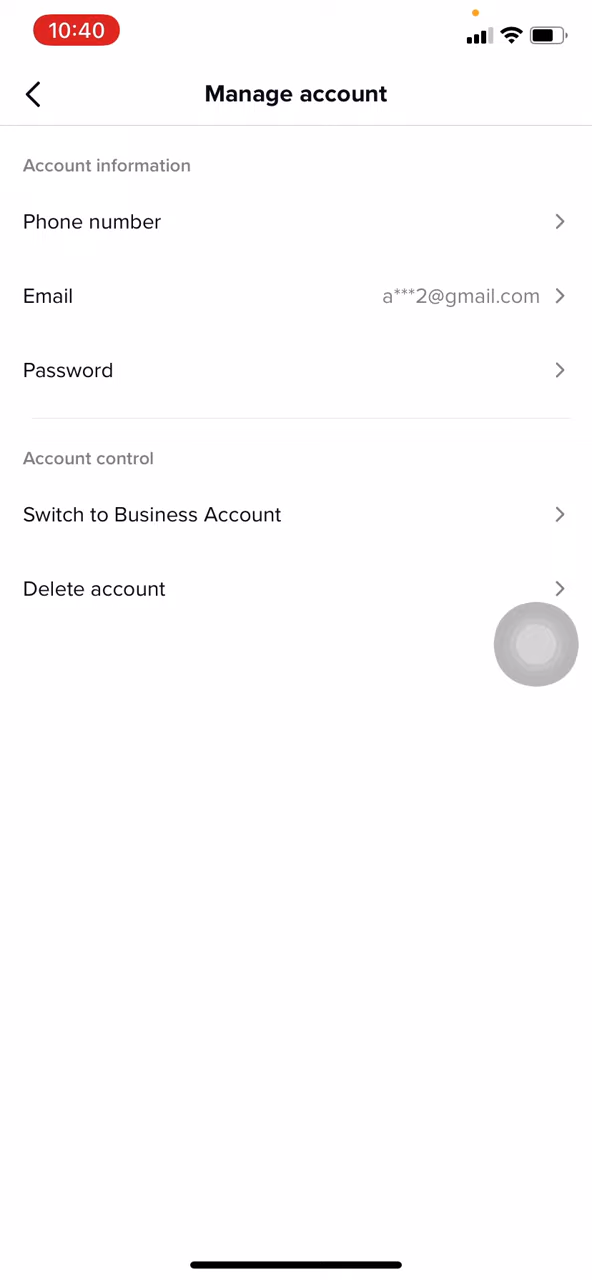 10:40
Manage account
Account information
Phone number
Email a***2@gmail.com
Password
Account control
Switch to Business Account
Delete account